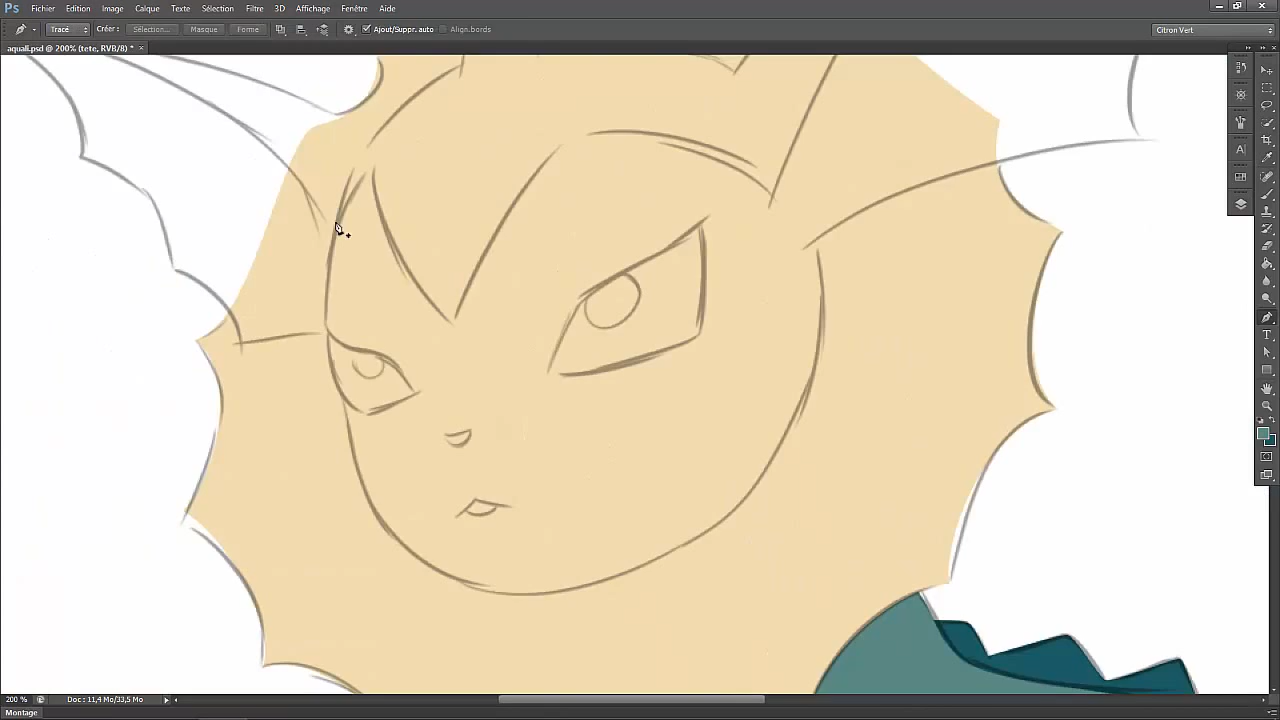 Ps Fichier Edition Image Calque Texte Sélection Filtre 3D Affichage Fenêtre Aide
Tracé Créer : Sélection... Masque Forme Ajout/Suppr. auto Align.bords Citron Vert
aquali.psd @ 200% (tete, RVB/8) * ×
200 % Doc : 11,4 Mo/33,5 Mo
Montage